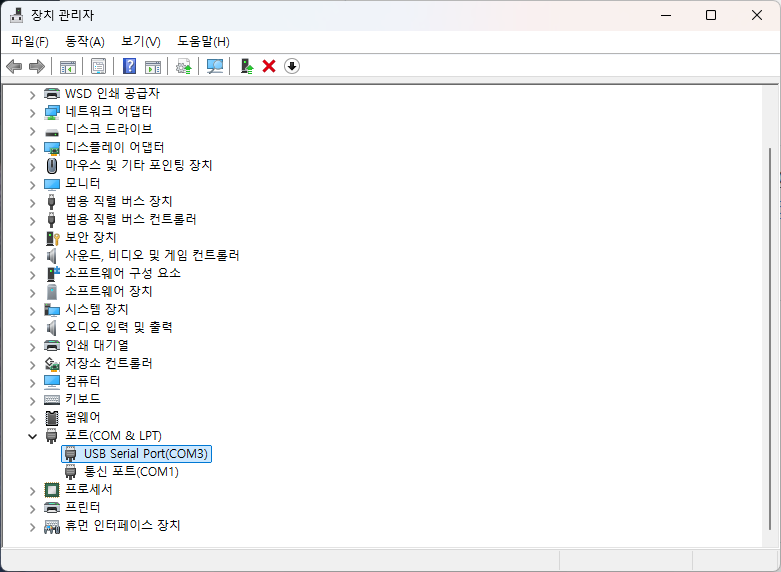 장치 관리자
파일(F) 동작(A) 보기(V) 도움말(H)
WSD 인쇄 공급자
네트워크 어댑터
디스크 드라이브
디스플레이 어댑터
마우스 및 기타 포인팅 장치
모니터
범용 직렬 버스 장치
범용 직렬 버스 컨트롤러
보안 장치
사운드, 비디오 및 게임 컨트롤러
소프트웨어 구성 요소
소프트웨어 장치
시스템 장치
오디오 입력 및 출력
인쇄 대기열
저장소 컨트롤러
컴퓨터
키보드
펌웨어
포트(COM & LPT)
USB Serial Port(COM3)
통신 포트(COM1)
프로세서
프린터
휴먼 인터페이스 장치